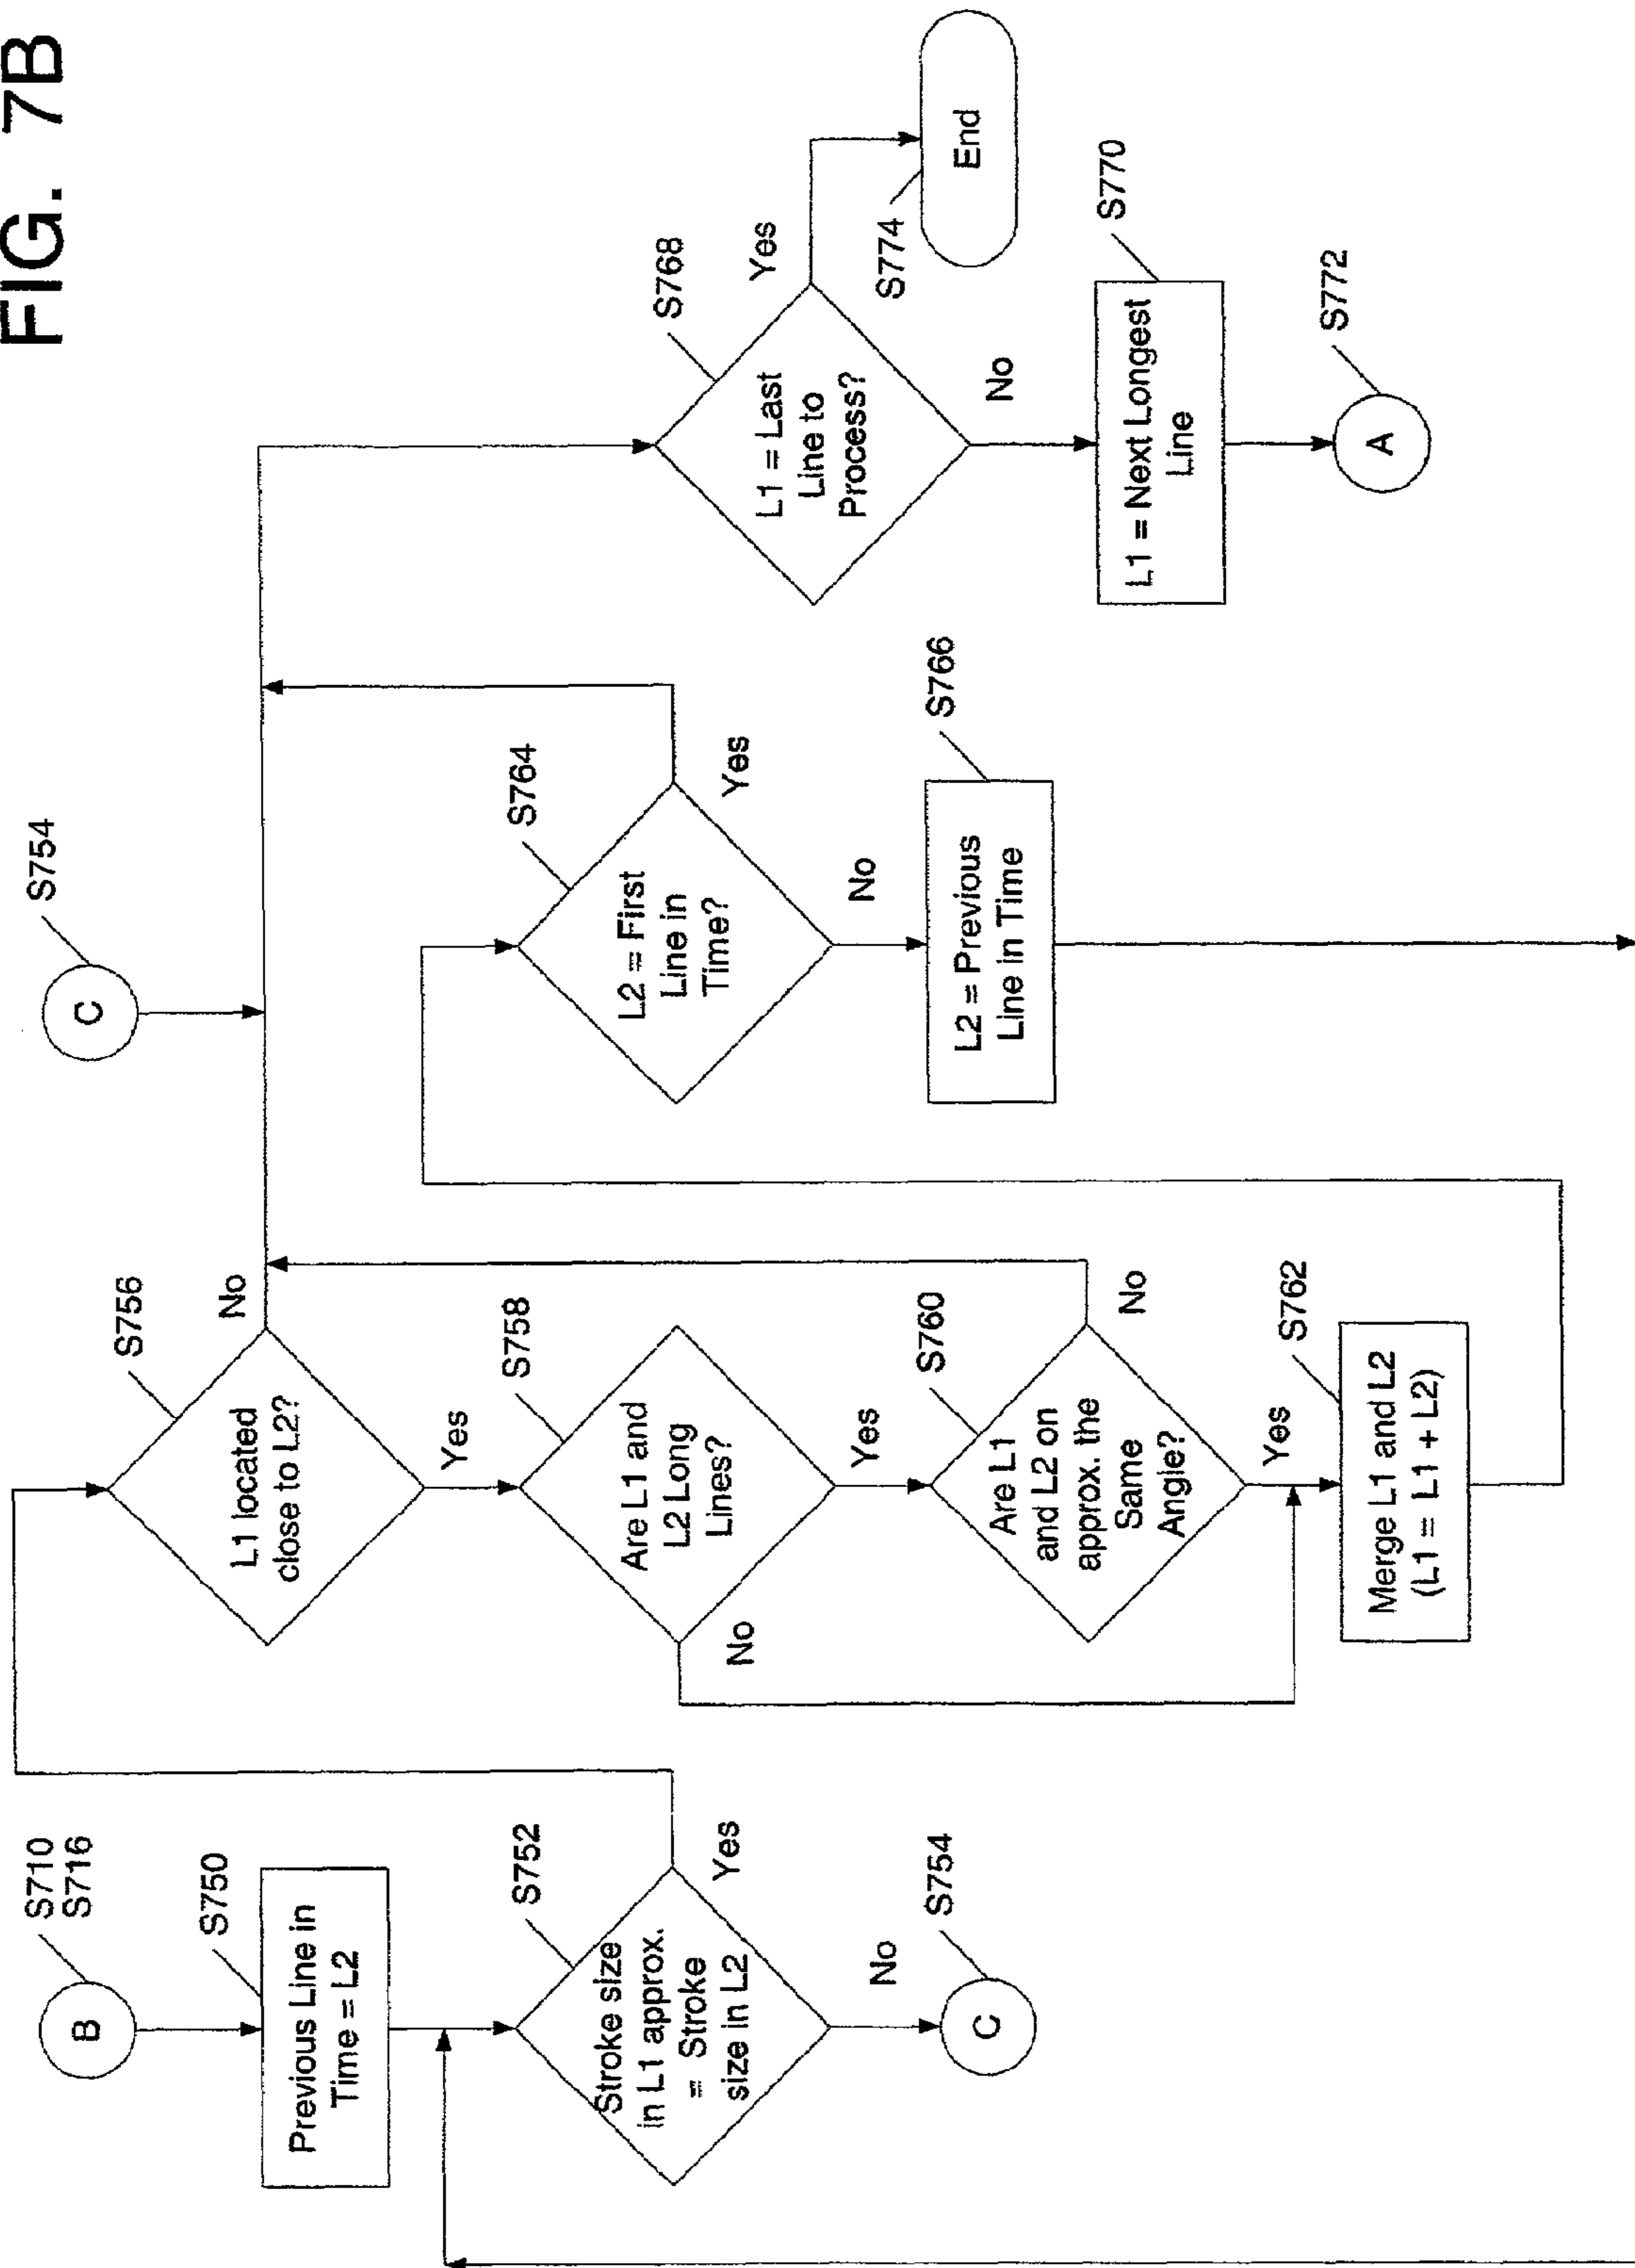 FIG. 7B
S710
S716
B
S750
Previous Line in
Time = L2
S752
Stroke size
in L1 approx.
= Stroke
size in L2
Yes
No
S754
C
S756
L1 located
close to L2?
No
Yes
S758
Are L1 and
L2 Long
Lines?
No
Yes
S760
Are L1
and L2 on
approx. the
Same
Angle?
No
Yes
S762
Merge L1 and L2
(L1 = L1 + L2)
S754
C
S764
L2 = First
Line in
Time?
Yes
No
S766
L2 = Previous
Line in Time
S768
L1 = Last
Line to
Process?
Yes
No
S774
End
S770
L1 = Next Longest
Line
S772
A